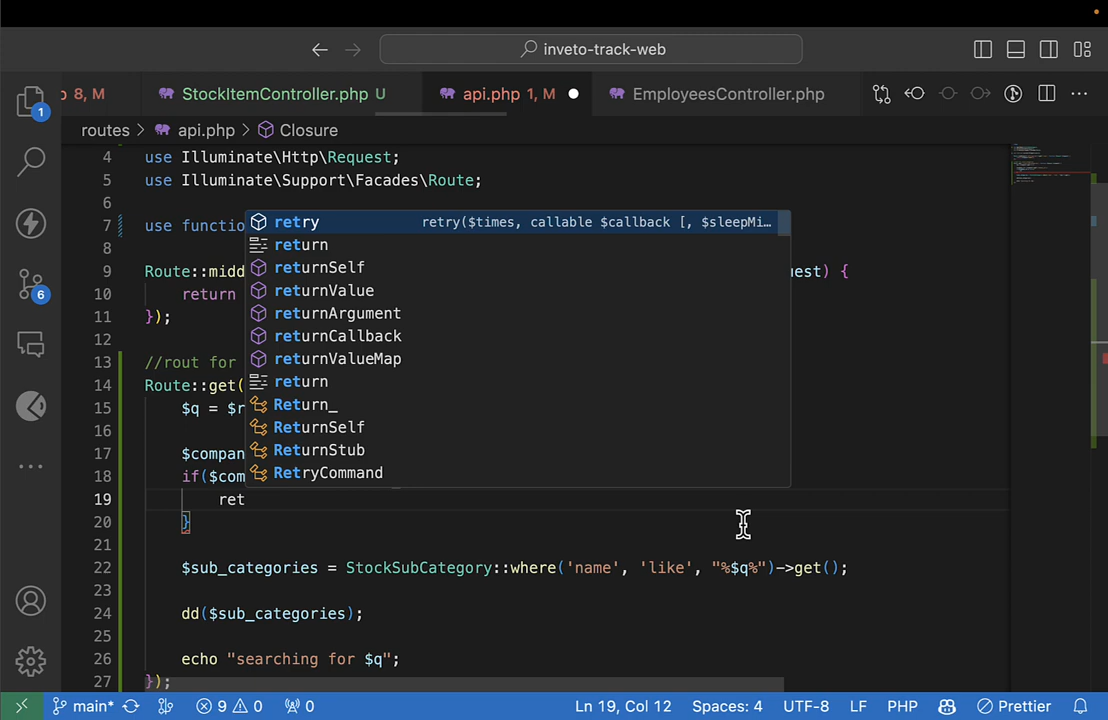 inveto-track-web
p 8, M
StockItemController.php U
api.php 1, M
EmployeesController.php
routes > api.php > Closure
4 use Illuminate\Http\Request;
5 use Illuminate\Support\Facades\Route;
6
7 use functio
8
9 Route::midd uest) {
10 return
11 });
12
13 //rout for
14 Route::get(
15 $q = $r
16
17 $compan
18 if($com
19 ret
20 }
21
22 $sub_categories = StockSubCategory::where('name', 'like', "%$q%")->get();
23
24 dd($sub_categories);
25
26 echo "searching for $q";
27 });
retry retry($times, callable $callback [, $sleepMi…
return
returnSelf
returnValue
returnArgument
returnCallback
returnValueMap
return
Return_
ReturnSelf
ReturnStub
RetryCommand
1
6
main* 9 0 0 Ln 19, Col 12 Spaces: 4 UTF-8 LF PHP Prettier